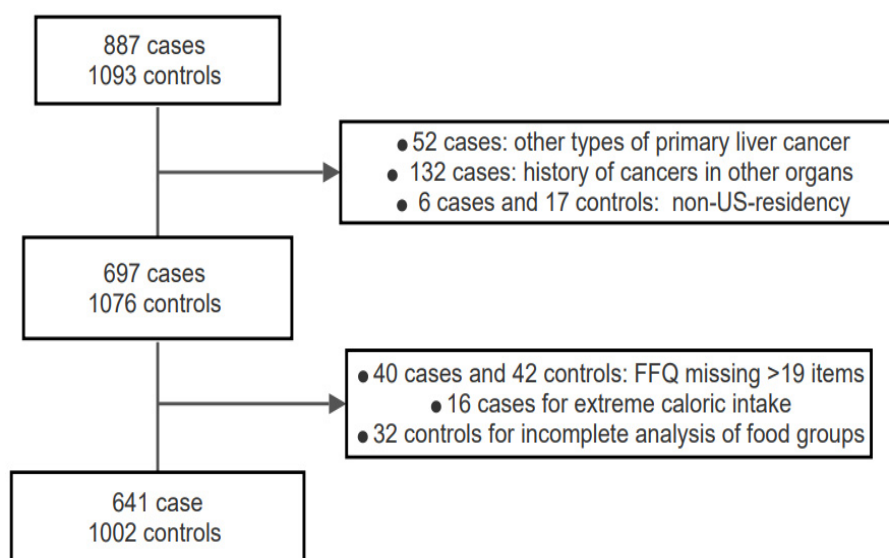 887 cases
1093 controls
● 52 cases: other types of primary liver cancer
● 132 cases: history of cancers in other organs
● 6 cases and 17 controls: non-US-residency
697 cases
1076 controls
● 40 cases and 42 controls: FFQ missing >19 items
● 16 cases for extreme caloric intake
● 32 controls for incomplete analysis of food groups
641 case
1002 controls